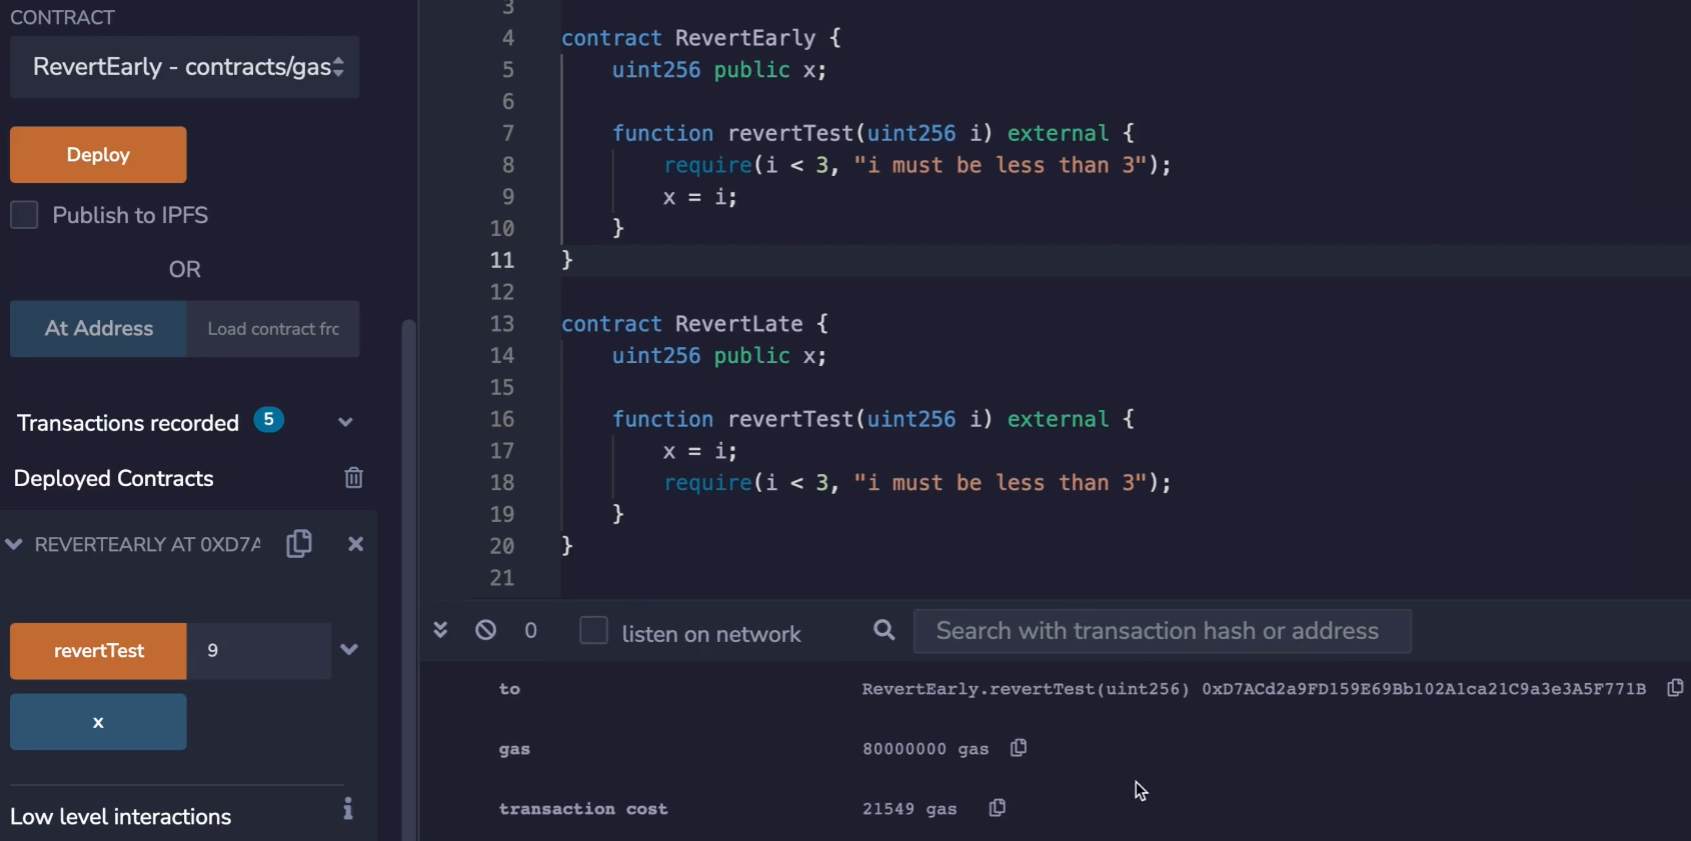 CONTRACT
RevertEarly - contracts/gas
Deploy
Publish to IPFS
OR
At Address
Load contract frc
Transactions recorded 5
Deployed Contracts
REVERTEARLY AT 0XD7A
revertTest 9
x
Low level interactions
3
4 contract RevertEarly {
5 uint256 public x;
6
7 function revertTest(uint256 i) external {
8 require(i < 3, "i must be less than 3");
9 x = i;
10 }
11 }
12
13 contract RevertLate {
14 uint256 public x;
15
16 function revertTest(uint256 i) external {
17 x = i;
18 require(i < 3, "i must be less than 3");
19 }
20 }
21
0 listen on network Search with transaction hash or address
to RevertEarly.revertTest(uint256) 0xD7ACd2a9FD159E69Bb102A1ca21C9a3e3A5F771B
gas 80000000 gas
transaction cost 21549 gas